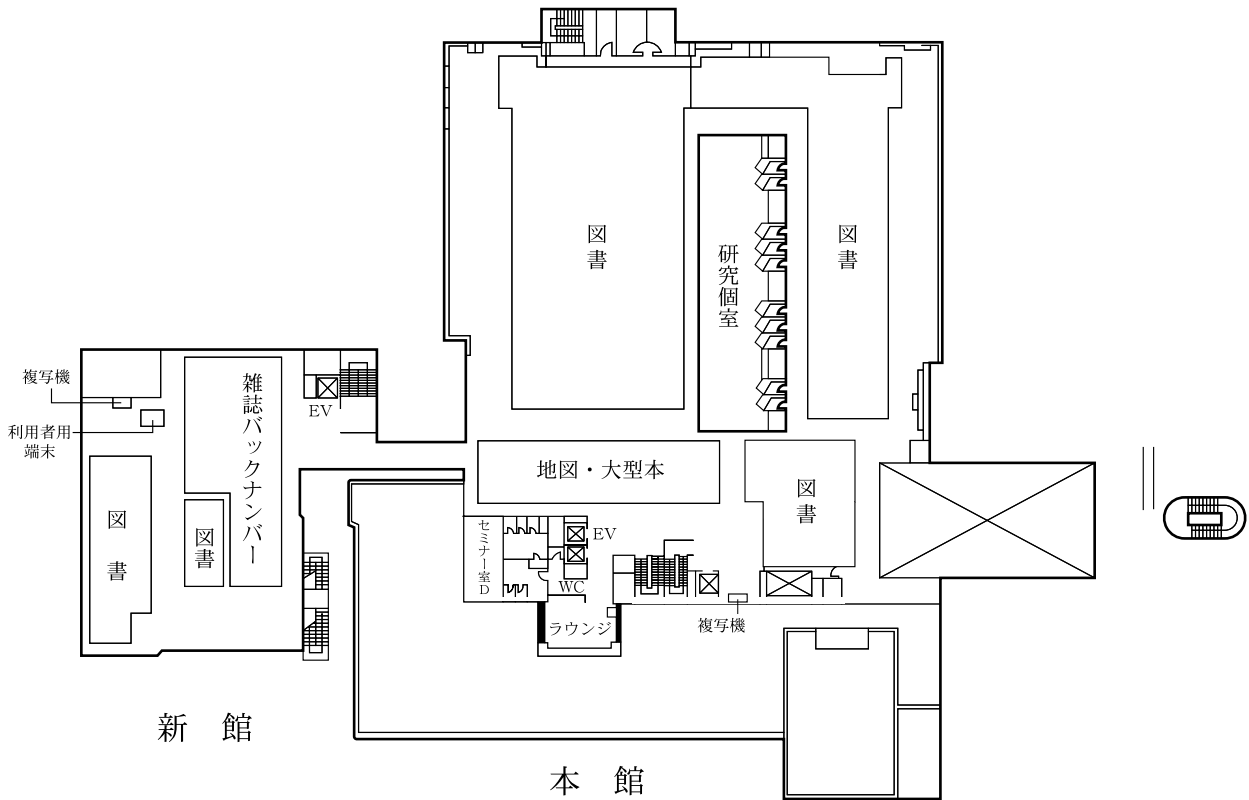 図書
研究個室
図書
複写機
利用者用
端末
雑誌バックナンバー
EV
図書
図書
地図・大型本
図書
セミナー室D
EV
WC
ラウンジ
複写機
新館
本館